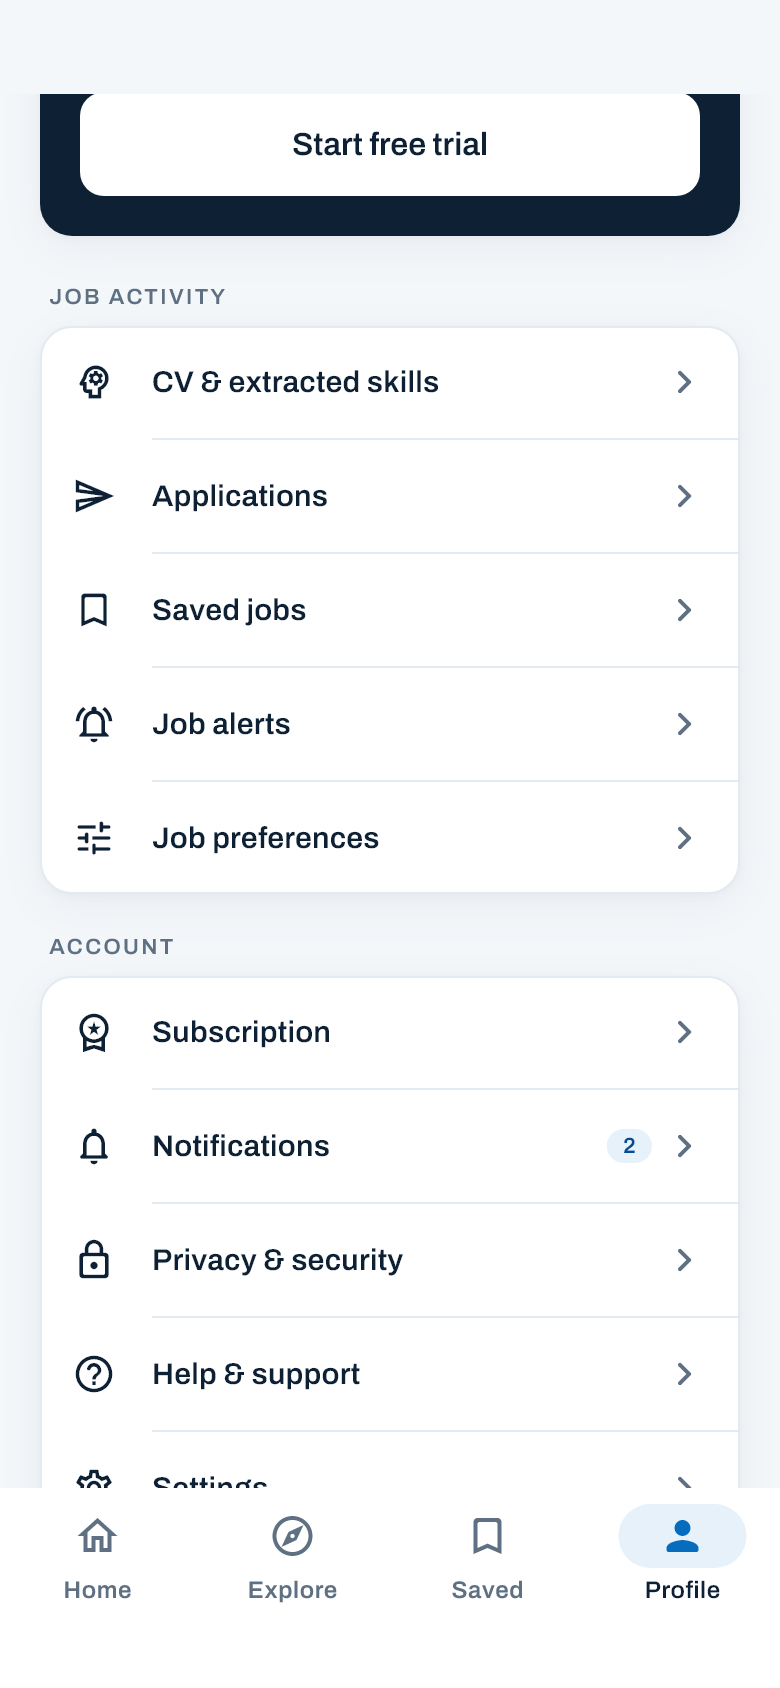 Start free trial
JOB ACTIVITY
CV & extracted skills
Applications
Saved jobs
Job alerts
Job preferences
ACCOUNT
Subscription
Notifications
2
Privacy & security
Help & support
Settings
Home
Explore
Saved
Profile